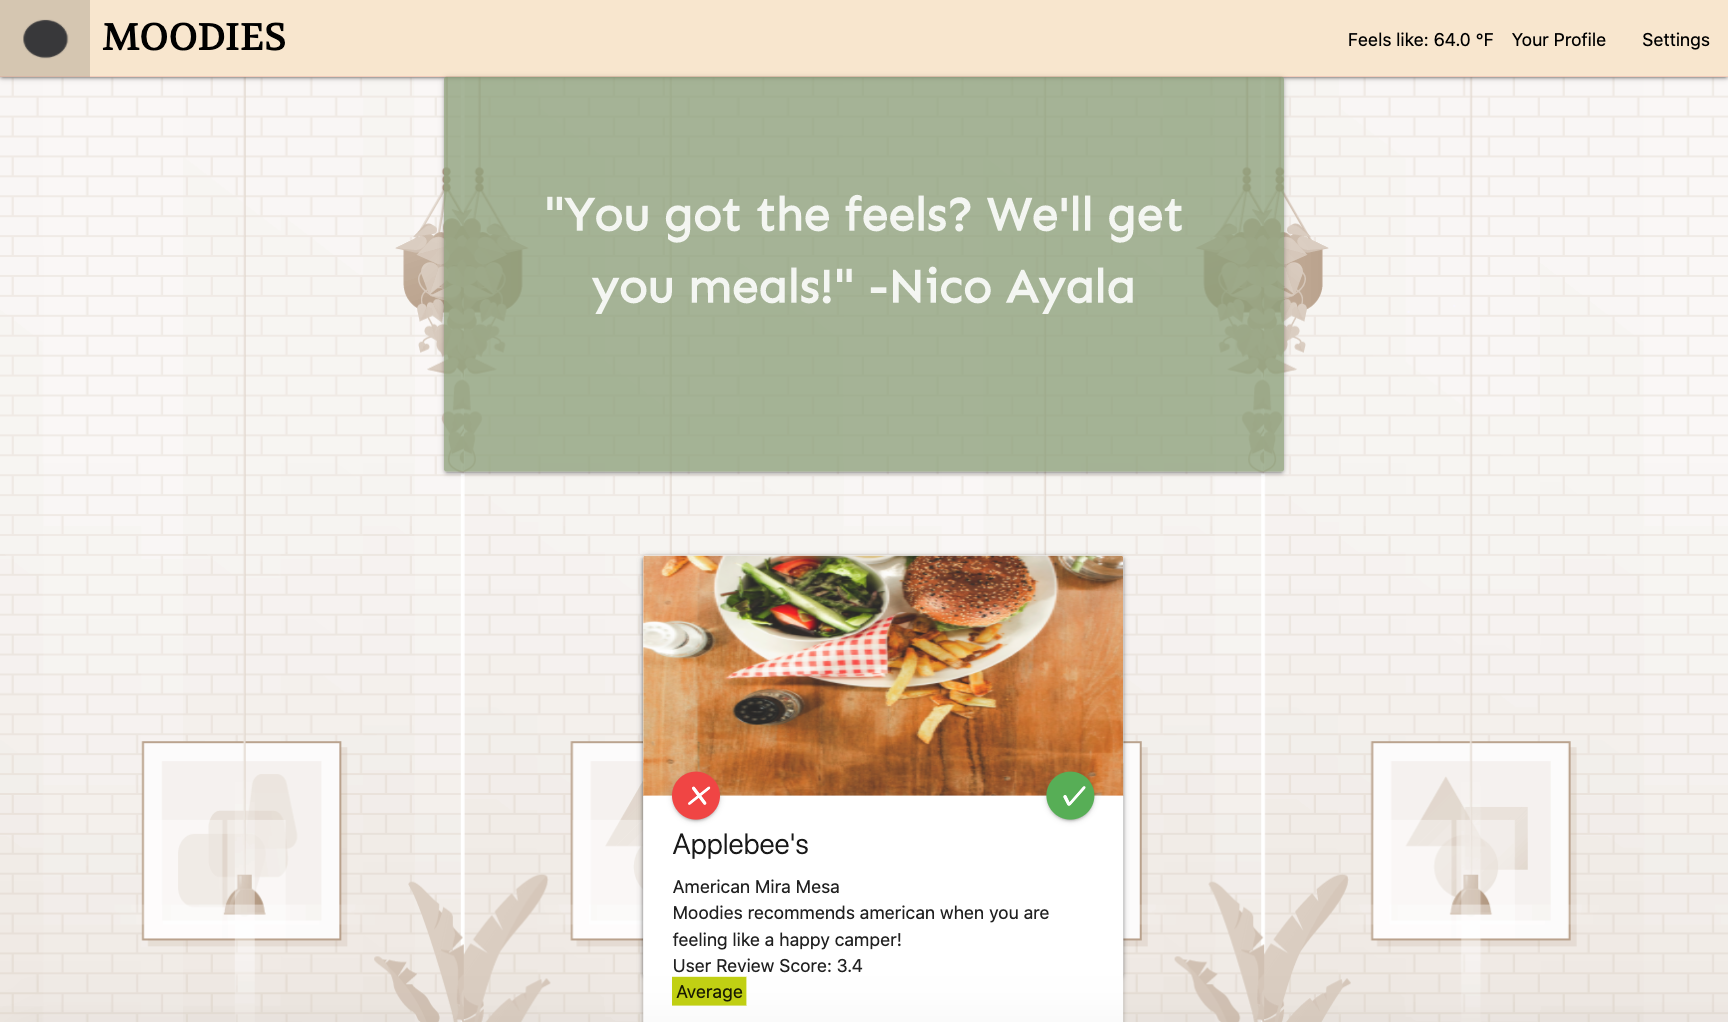 MOODIES
Feels like: 64.0 °F Your Profile Settings
"You got the feels? We'll get
you meals!" -Nico Ayala
Applebee's
American Mira Mesa
Moodies recommends american when you are
feeling like a happy camper!
User Review Score: 3.4
Average